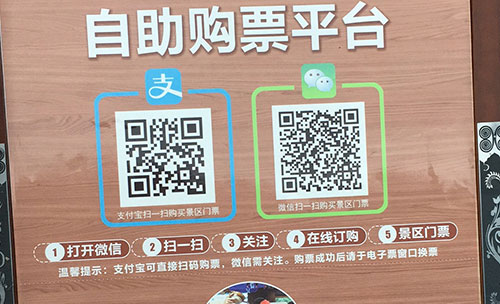 自助购票平台
支
支付宝扫一扫购买景区门票
微信扫一扫购买景区门票
1 打开微信 2 扫一扫 3 关注 4 在线订购 5 景区门票
温馨提示：支付宝可直接扫码购票，微信需关注。购票成功后请于电子票窗口换票